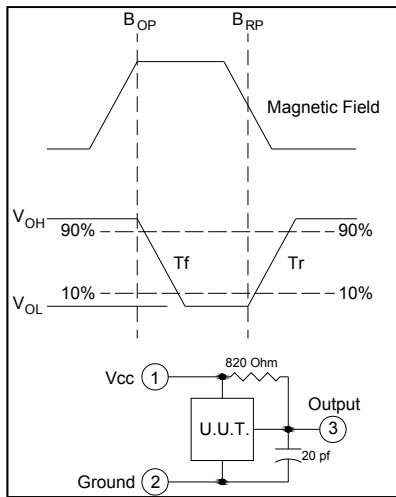 B OP B RP
Magnetic Field
V OH
90% 90%
Tf Tr
10% 10%
V OL
820 Ohm
Vcc 1
Output
U.U.T. 3
20 pf
Ground 2